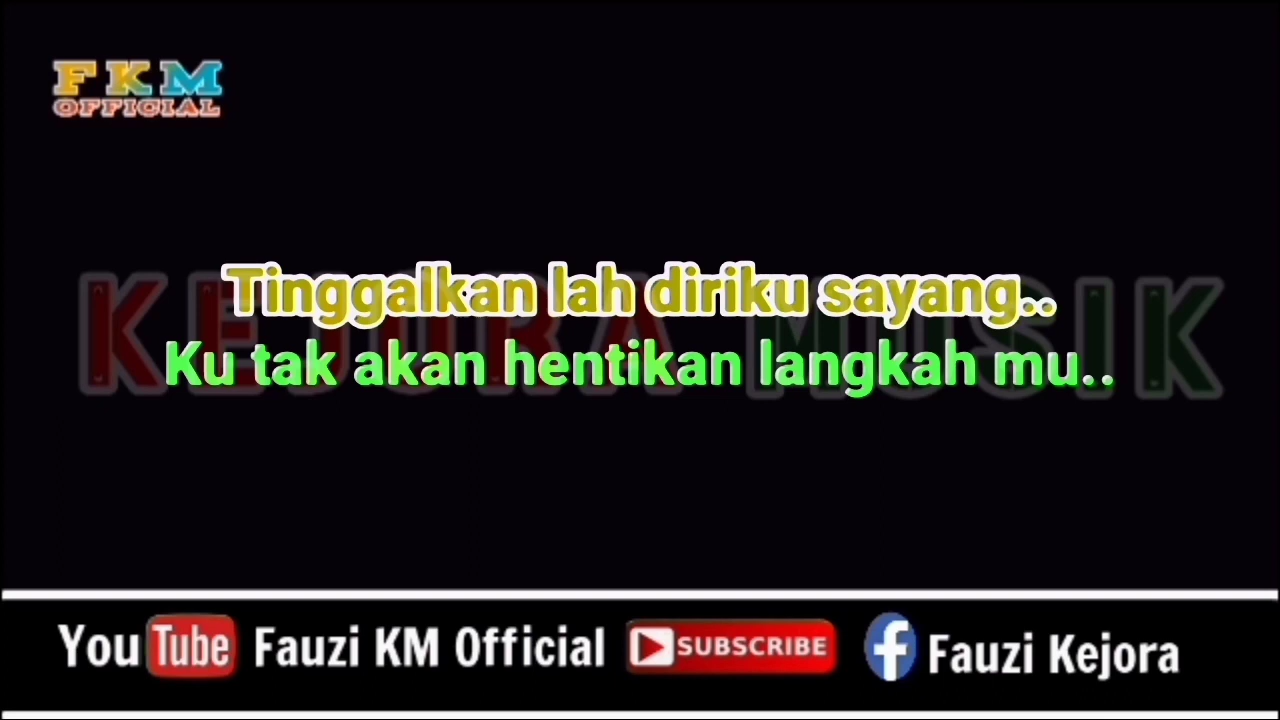 FKM
OFFICIAL
Tinggalkan lah diriku sayang..
KEJORA MUSIK
Ku tak akan hentikan langkah mu..
YouTube Fauzi KM Official SUBSCRIBE f Fauzi Kejora